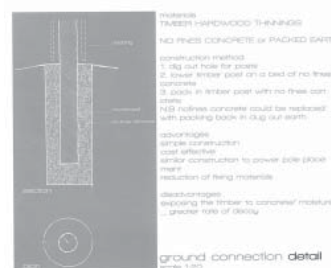 materials
TIMBER HARDWOOD THINNINGS
NO FINES CONCRETE or PACKED EARTH
construction method
1. dig out hole for posts
2. lower timber post on a bed of no fines
concrete
3. pack in timber post with no fines con
crete
N.B nofines concrete could be replaced
with packing back in dug out earth.
advantages
simple construction
cost effective
similar construction to power pole place
ment
reduction of fixing materials
disadvantages
exposing the timber to concrete/ moisture
_ greater rate of decay
section
plan
ground connection detail
scale 1:50